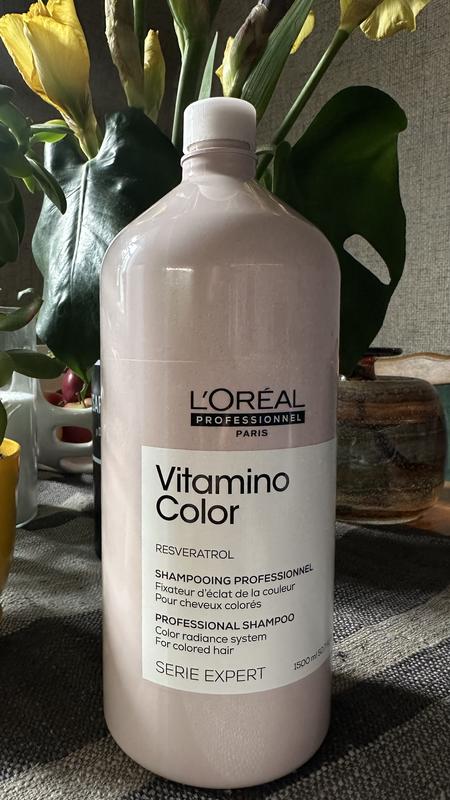 L'ORÉAL
PROFESSIONNEL
PARIS
Vitamino
Color
RESVERATROL
SHAMPOOING PROFESSIONNEL
Fixateur d'éclat de la couleur
Pour cheveux colorés
PROFESSIONAL SHAMPOO
Color radiance system
For colored hair
SERIE EXPERT
1500 ml